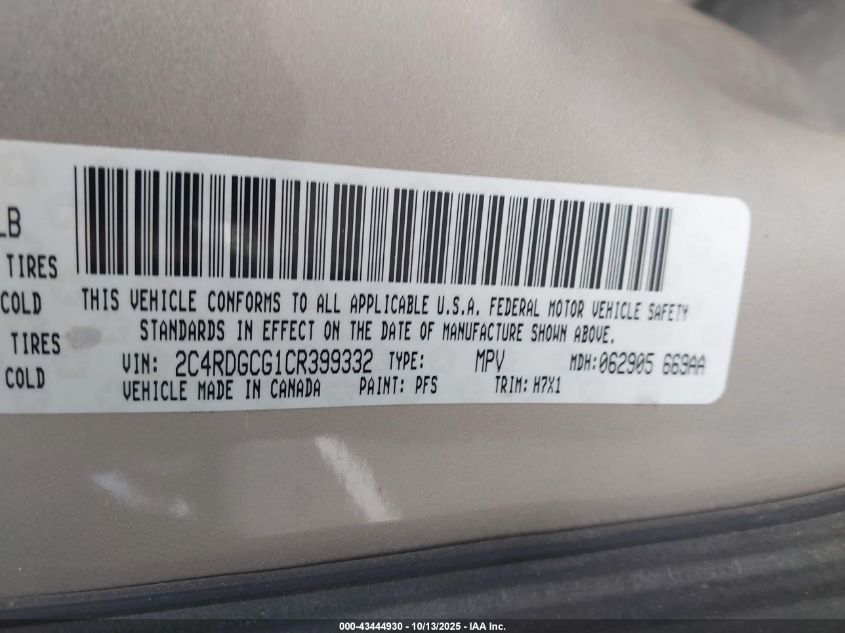 LB
TIRES
COLD
TIRES
COLD
THIS VEHICLE CONFORMS TO ALL APPLICABLE U.S.A. FEDERAL MOTOR VEHICLE SAFETY
STANDARDS IN EFFECT ON THE DATE OF MANUFACTURE SHOWN ABOVE.
VIN: 2C4RDGCG1CR399332 TYPE: MPV MDH:062905 669AA
VEHICLE MADE IN CANADA PAINT: PFS TRIM: H7X1
000-43444930 - 10/13/2025 - IAA Inc.